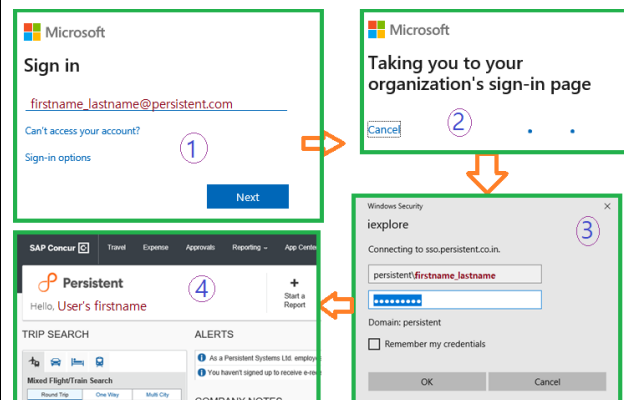 Microsoft
Sign in
firstname_lastname@persistent.com
Can't access your account?
Sign-in options
1
Next
Microsoft
Taking you to your
organization's sign-in page
Cancel
2
Windows Security
iexplore
3
Connecting to sso.persistent.co.in.
persistent\firstname_lastname
Domain: persistent
Remember my credentials
OK Cancel
SAP Concur C Travel Expense Approvals Reporting App Center
Persistent
4
Hello, User's firstname
+
Start a
Report
TRIP SEARCH
ALERTS
As a Persistent Systems Ltd. employe
You haven't signed up to receive e-re
Mixed Flight/Train Search
Round Trip One Way Multi City
COMPANY NOTES